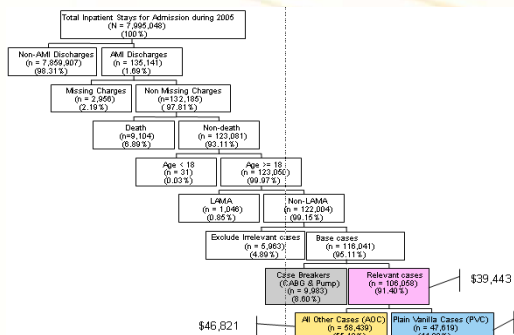 Total Inpatient Stays for Admission during 2005
(N = 7,995,048)
(100%)
Non-AMI Discharges
(n = 7,859,907)
(98.31%)
AMI Discharges
(n = 135,141)
(1.69%)
Missing Charges
(n = 2,956)
(2.19%)
Non Missing Charges
(n=132,185)
(97.81%)
Death
(n=9,104)
(6.89%)
Non-death
(n = 123,081)
(93.11%)
Age < 18
(n = 31)
(0.03%)
Age >= 18
(n = 123,050)
(99.97%)
LAMA
(n = 1,046)
(0.85%)
Non-LAMA
(n = 122,004)
(99.15%)
Exclude Irrelevant cases
(n = 5,963)
(4.89%)
Base cases
(n = 116,041)
(95.11%)
Case Breakers
(CABG & Pump)
(n = 9,983)
(8.60%)
Relevant cases
(n = 106,058)
(91.40%)
$39,443
$46,821
All Other Cases (AOC)
(n = 58,439)
Plain Vanilla Cases (PVC)
(n = 47,619)